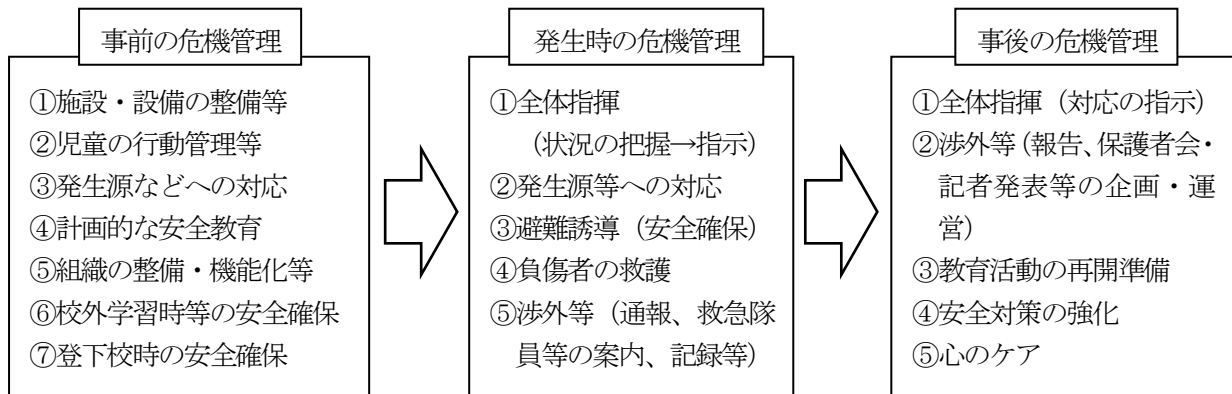 事前の危機管理
①施設・設備の整備等
②児童の行動管理等
③発生源などへの対応
④計画的な安全教育
⑤組織の整備・機能化等
⑥校外学習時等の安全確保
⑦登下校時の安全確保
発生時の危機管理
①全体指揮
（状況の把握→指示）
②発生源等への対応
③避難誘導（安全確保）
④負傷者の救護
⑤渉外等（通報、救急隊
員等の案内、記録等）
事後の危機管理
①全体指揮（対応の指示）
②渉外等（報告、保護者会・
記者発表等の企画・運
営）
③教育活動の再開準備
④安全対策の強化
⑤心のケア